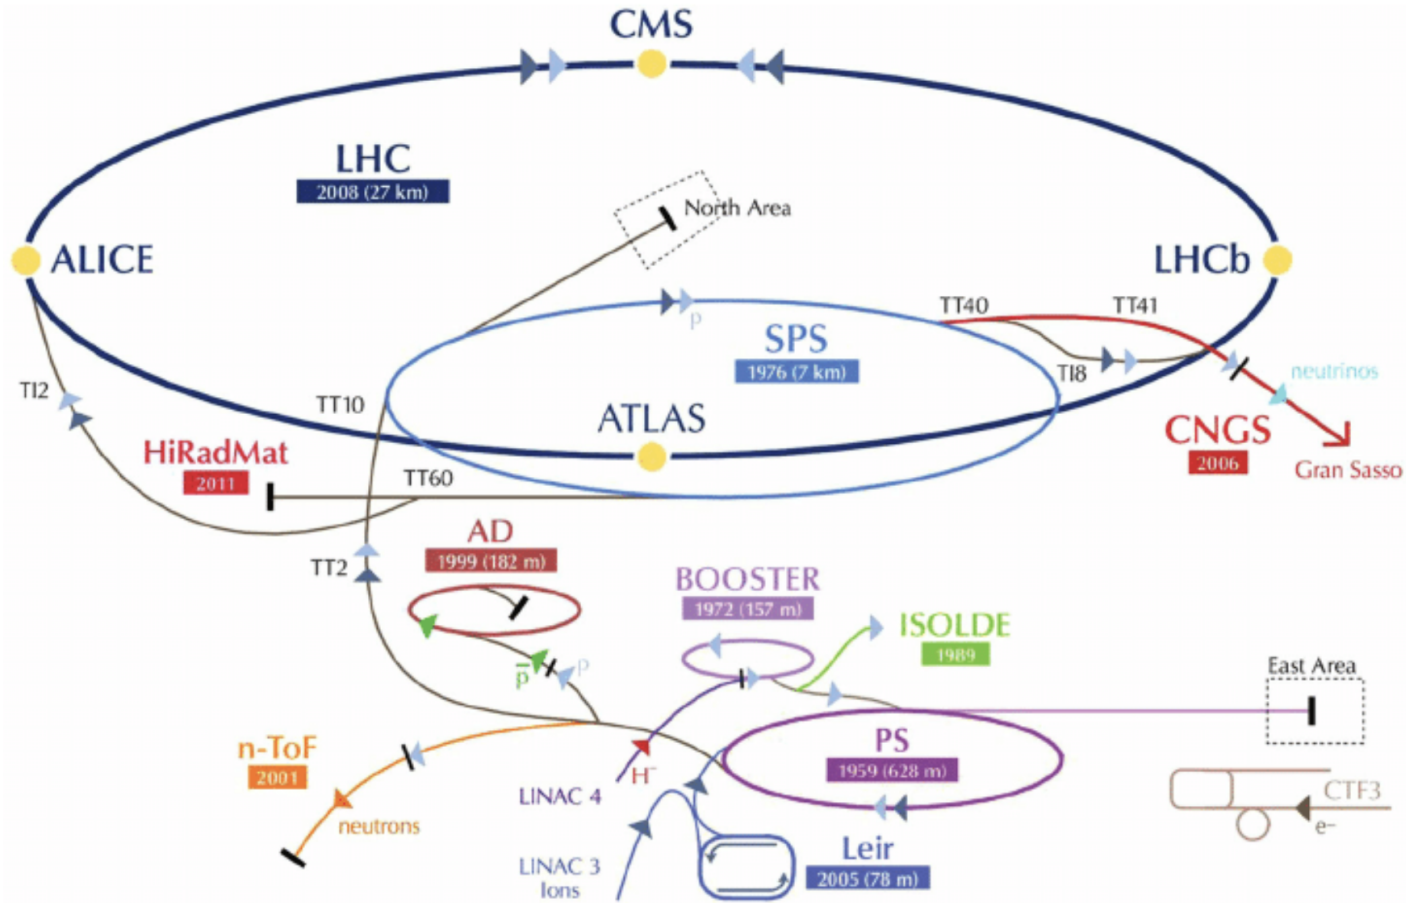 CMS
LHC
2008 (27 km)
North Area
ALICE
LHCb
TT40
TT41
p
SPS
1976 (7 km)
TI8
neutrinos
TI2
TT10
ATLAS
CNGS
2006
Gran Sasso
HiRadMat
2011
TT60
AD
1999 (182 m)
TT2
BOOSTER
1972 (157 m)
ISOLDE
1989
p̅
p
East Area
n-ToF
2001
PS
1959 (628 m)
H⁻
LINAC 4
neutrons
CTF3
e−
LINAC 3
Ions
Leir
2005 (78 m)